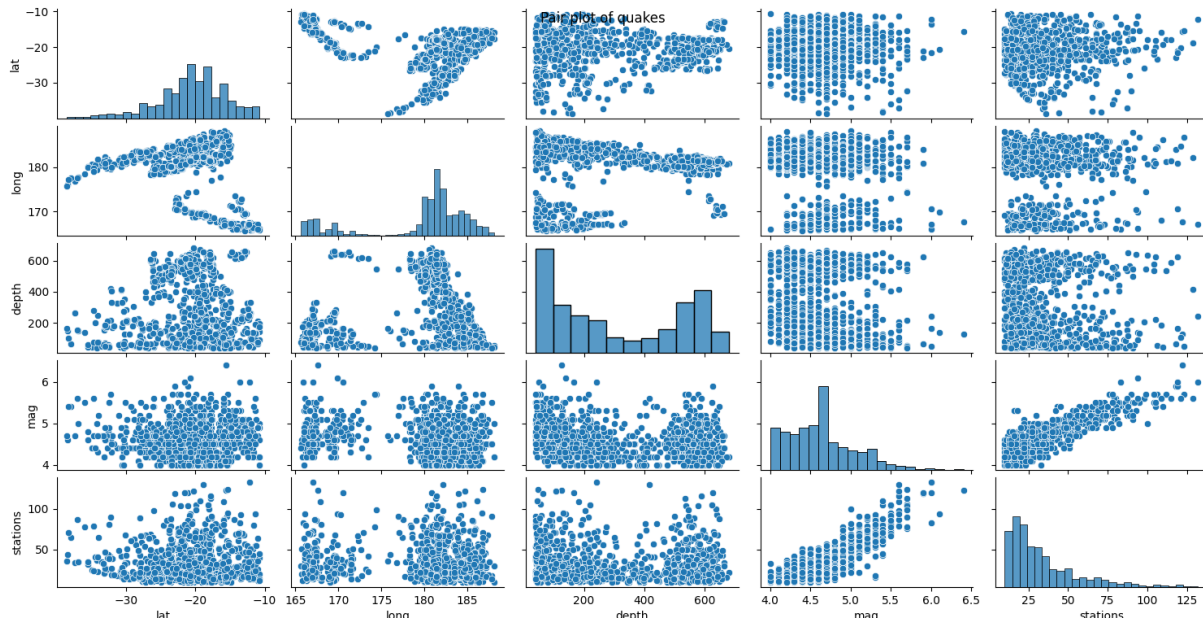 Pair plot of quakes
−10
−20
−30
lat
180
170
long
600
400
200
depth
6
5
4
mag
100
50
stations
−30 −20 −10
lat
165 170 175 180 185
long
200 400 600
depth
4.0 4.5 5.0 5.5 6.0 6.5
mag
25 50 75 100 125
stations